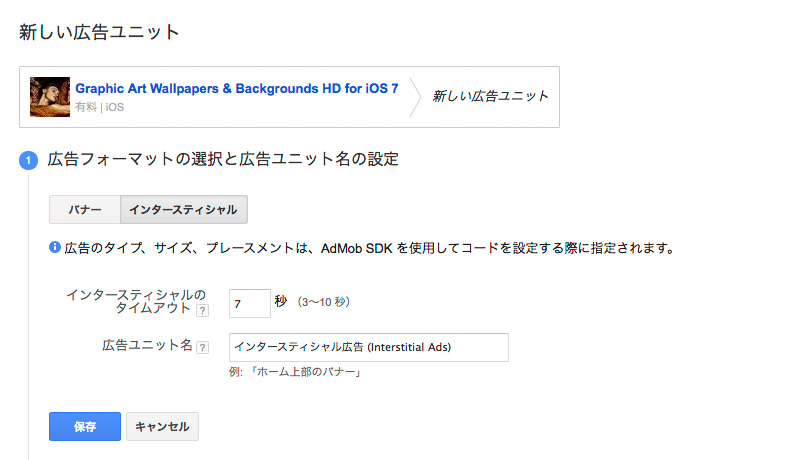 新しい広告ユニット
Graphic Art Wallpapers & Backgrounds HD for iOS 7
有料 | iOS
新しい広告ユニット
1 広告フォーマットの選択と広告ユニット名の設定
バナー インタースティシャル
広告のタイプ、サイズ、プレースメントは、AdMob SDK を使用してコードを設定する際に指定されます。
インタースティシャルの
タイムアウト ? 7 秒 (3～10 秒)
広告ユニット名 ? インタースティシャル広告 (Interstitial Ads)
例: 「ホーム上部のバナー」
保存 キャンセル